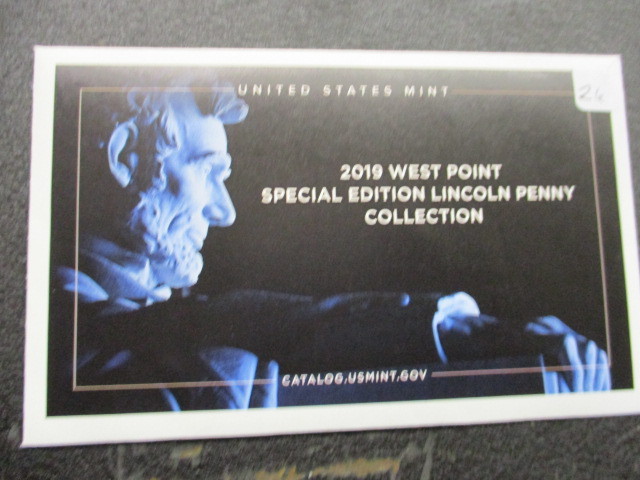 UNITED STATES MINT
26
2019 WEST POINT
SPECIAL EDITION LINCOLN PENNY
COLLECTION
CATALOG.USMINT.GOV